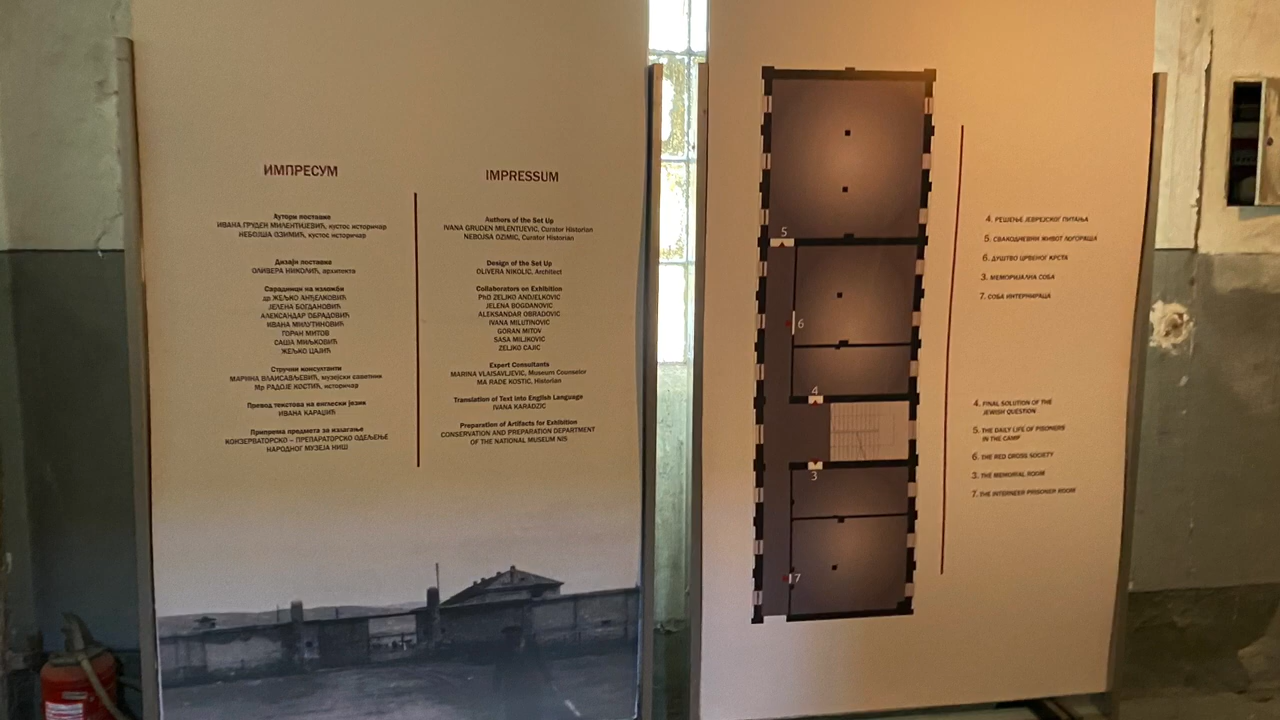 ИМПРЕСУМ
Аутори поставке
ИВАНА ГРУДЕН МИЛЕНТИЈЕВИЋ, кустос историчар
НЕБОЈША ОЗИМИЋ, кустос историчар
Дизајн поставке
ОЛИВЕРА НИКОЛИЋ, архитекта
Сарадници на изложби
др ЖЕЉКО АНЂЕЛКОВИЋ
ЈЕЛЕНА БОГДАНОВИЋ
АЛЕКСАНДАР ОБРАДОВИЋ
ИВАНА МИЛУТИНОВИЋ
ГОРАН МИТОВ
САША МИЉКОВИЋ
ЖЕЉКО ЦАЈИЋ
Стручни консултанти
МАРИНА ВЛАИСАВЉЕВИЋ, музејски саветник
Мр РАДОЈЕ КОСТИЋ, историчар
Превод текстова на енглески језик
ИВАНА КАРАЏИЋ
Припрема предмета за излагање
КОНЗЕРВАТОРСКО – ПРЕПАРАТОРСКО ОДЕЉЕЊЕ
НАРОДНОГ МУЗЕЈА НИШ
IMPRESSUM
Authors of the Set Up
IVANA GRUDEN MILENTIJEVIC, Curator Historian
NEBOJSA OZIMIC, Curator Historian
Design of the Set Up
OLIVERA NIKOLIC, Architect
Collaborators on Exhibition
PhD ZELJKO ANDJELKOVIC
JELENA BOGDANOVIC
ALEKSANDAR OBRADOVIC
IVANA MILUTINOVIC
GORAN MITOV
SASA MILJKOVIC
ZELJKO CAJIC
Expert Consultants
MARINA VLAISAVLJEVIC, Museum Counselor
MA RADE KOSTIC, Historian
Translation of Text into English Language
IVANA KARADZIC
Preparation of Artifacts for Exhibition
CONSERVATION AND PREPARATION DEPARTMENT
OF THE NATIONAL MUSEUM NIS
5
6
4
3
7
4. РЕШЕЊЕ ЈЕВРЕЈСКОГ ПИТАЊА
5. СВАКОДНЕВНИ ЖИВОТ ЛОГОРАША
6. ДРУШТВО ЦРВЕНОГ КРСТА
3. МЕМОРИЈАЛНА СОБА
7. СОБА ИНТЕРНИРАЦА
4. FINAL SOLUTION OF THE
JEWISH QUESTION
5. THE DAILY LIFE OF PISONERS
IN THE CAMP
6. THE RED CROSS SOCIETY
3. THE MEMORIAL ROOM
7. THE INTERNEER PRISONER ROOM